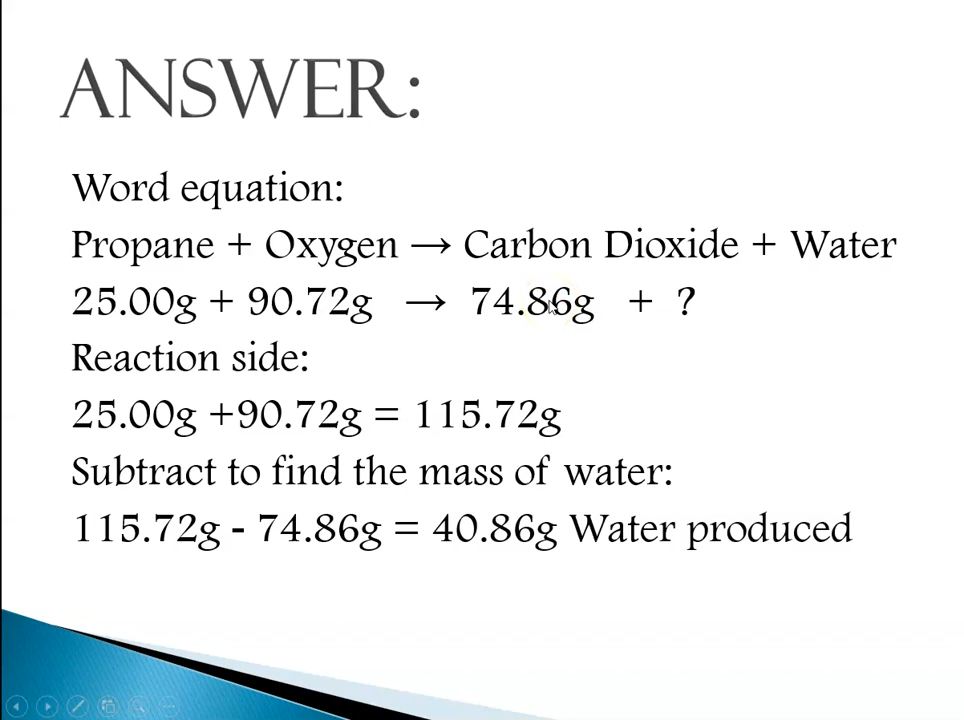 ANSWER:
Word equation:
Propane + Oxygen → Carbon Dioxide + Water
25.00g + 90.72g → 74.86g + ?
Reaction side:
25.00g +90.72g = 115.72g
Subtract to find the mass of water:
115.72g - 74.86g = 40.86g Water produced